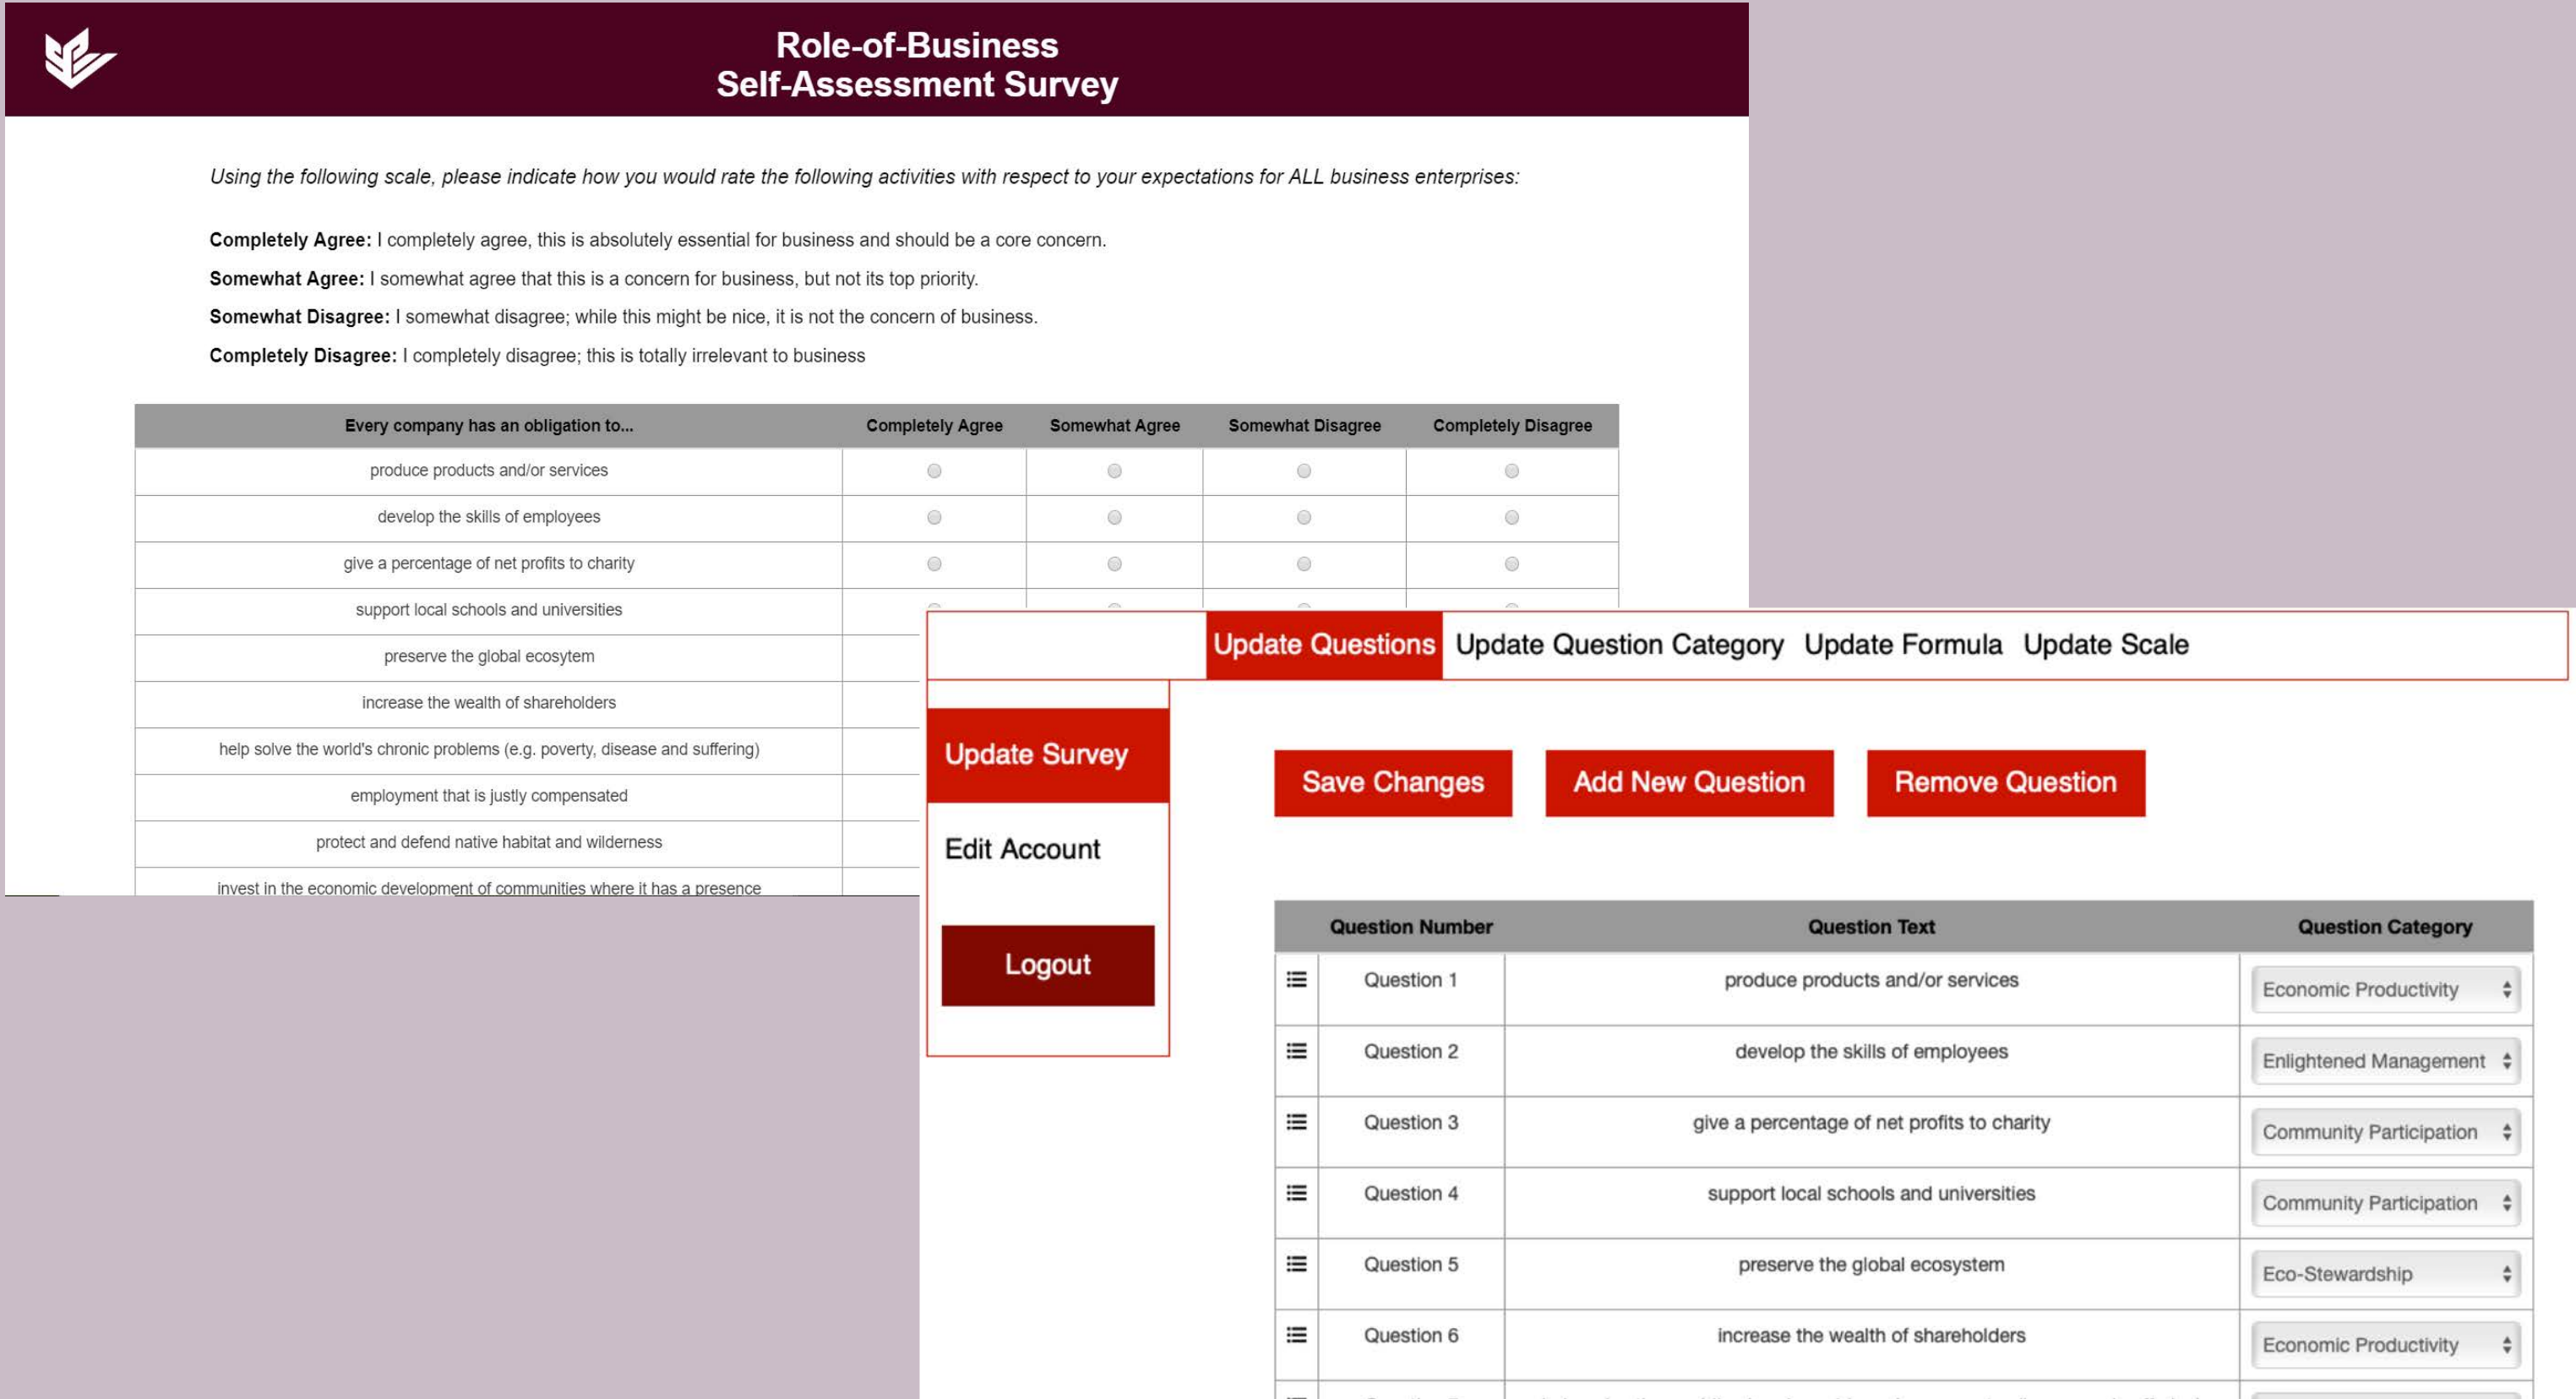 Role-of-Business
Self-Assessment Survey
Using the following scale, please indicate how you would rate the following activities with respect to your expectations for ALL business enterprises:
Completely Agree: I completely agree, this is absolutely essential for business and should be a core concern.
Somewhat Agree: I somewhat agree that this is a concern for business, but not its top priority.
Somewhat Disagree: I somewhat disagree; while this might be nice, it is not the concern of business.
Completely Disagree: I completely disagree; this is totally irrelevant to business
Every company has an obligation to... Completely Agree Somewhat Agree Somewhat Disagree Completely Disagree
produce products and/or services
develop the skills of employees
give a percentage of net profits to charity
support local schools and universities
preserve the global ecosytem
increase the wealth of shareholders
help solve the world's chronic problems (e.g. poverty, disease and suffering)
employment that is justly compensated
protect and defend native habitat and wilderness
invest in the economic development of communities where it has a presence
Update Questions Update Question Category Update Formula Update Scale
Update Survey
Edit Account
Logout
Save Changes Add New Question Remove Question
Question Number Question Text Question Category
Question 1 produce products and/or services Economic Productivity
Question 2 develop the skills of employees Enlightened Management
Question 3 give a percentage of net profits to charity Community Participation
Question 4 support local schools and universities Community Participation
Question 5 preserve the global ecosystem Eco-Stewardship
Question 6 increase the wealth of shareholders Economic Productivity